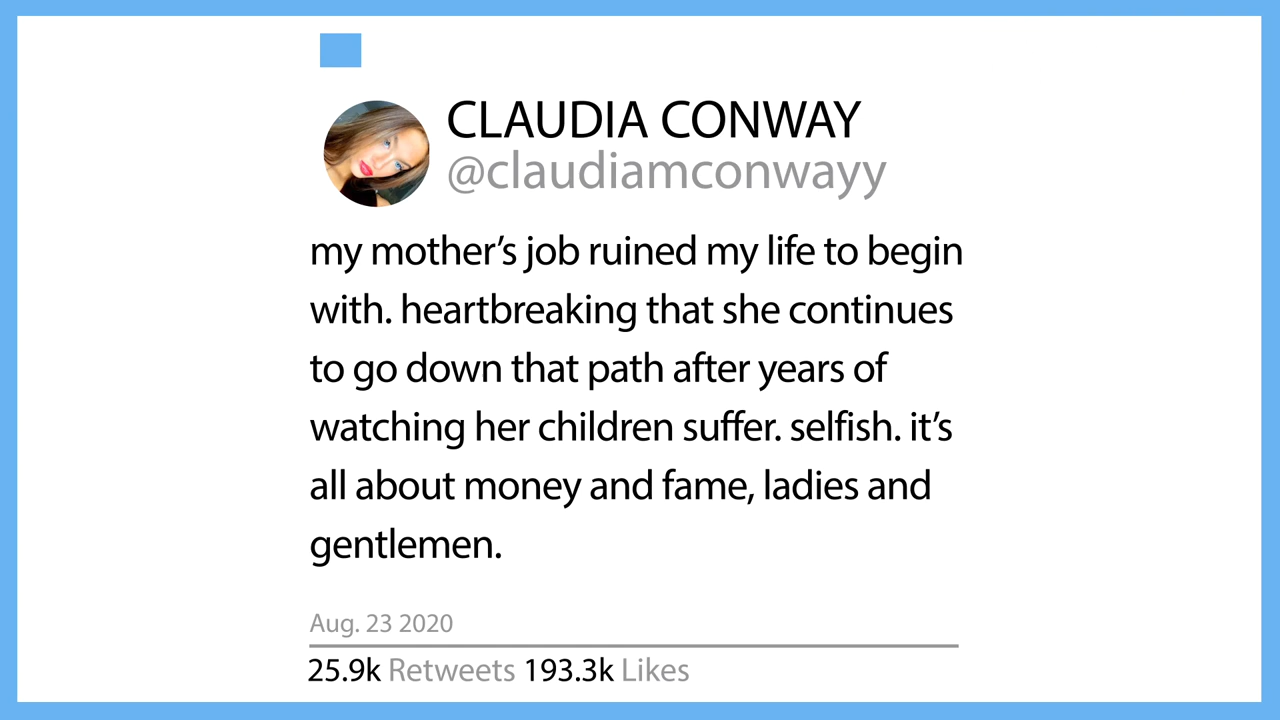 CLAUDIA CONWAY
@claudiamconwayy
my mother’s job ruined my life to begin
with. heartbreaking that she continues
to go down that path after years of
watching her children suffer. selfish. it’s
all about money and fame, ladies and
gentlemen.
Aug. 23 2020
25.9k Retweets 193.3k Likes